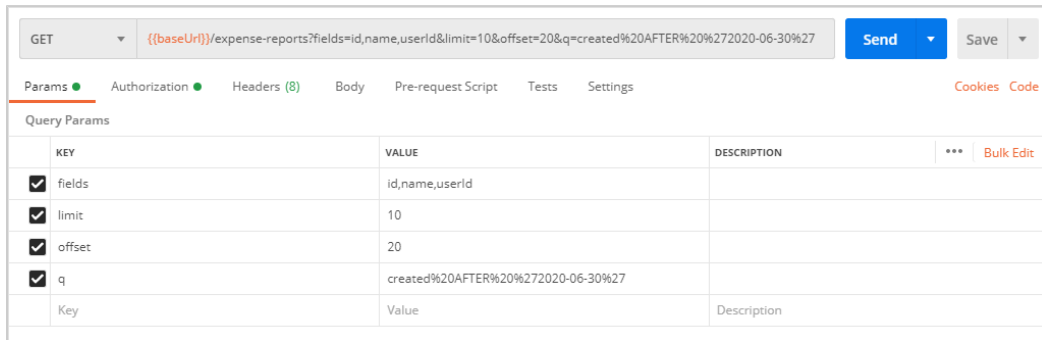 GET {{baseUrl}}/expense-reports?fields=id,name,userId&limit=10&offset=20&q=created%20AFTER%20%272020-06-30%27 Send Save
Params Authorization Headers (8) Body Pre-request Script Tests Settings Cookies Code
Query Params
KEY VALUE DESCRIPTION ••• Bulk Edit
fields id,name,userId
limit 10
offset 20
q created%20AFTER%20%272020-06-30%27
Key Value Description